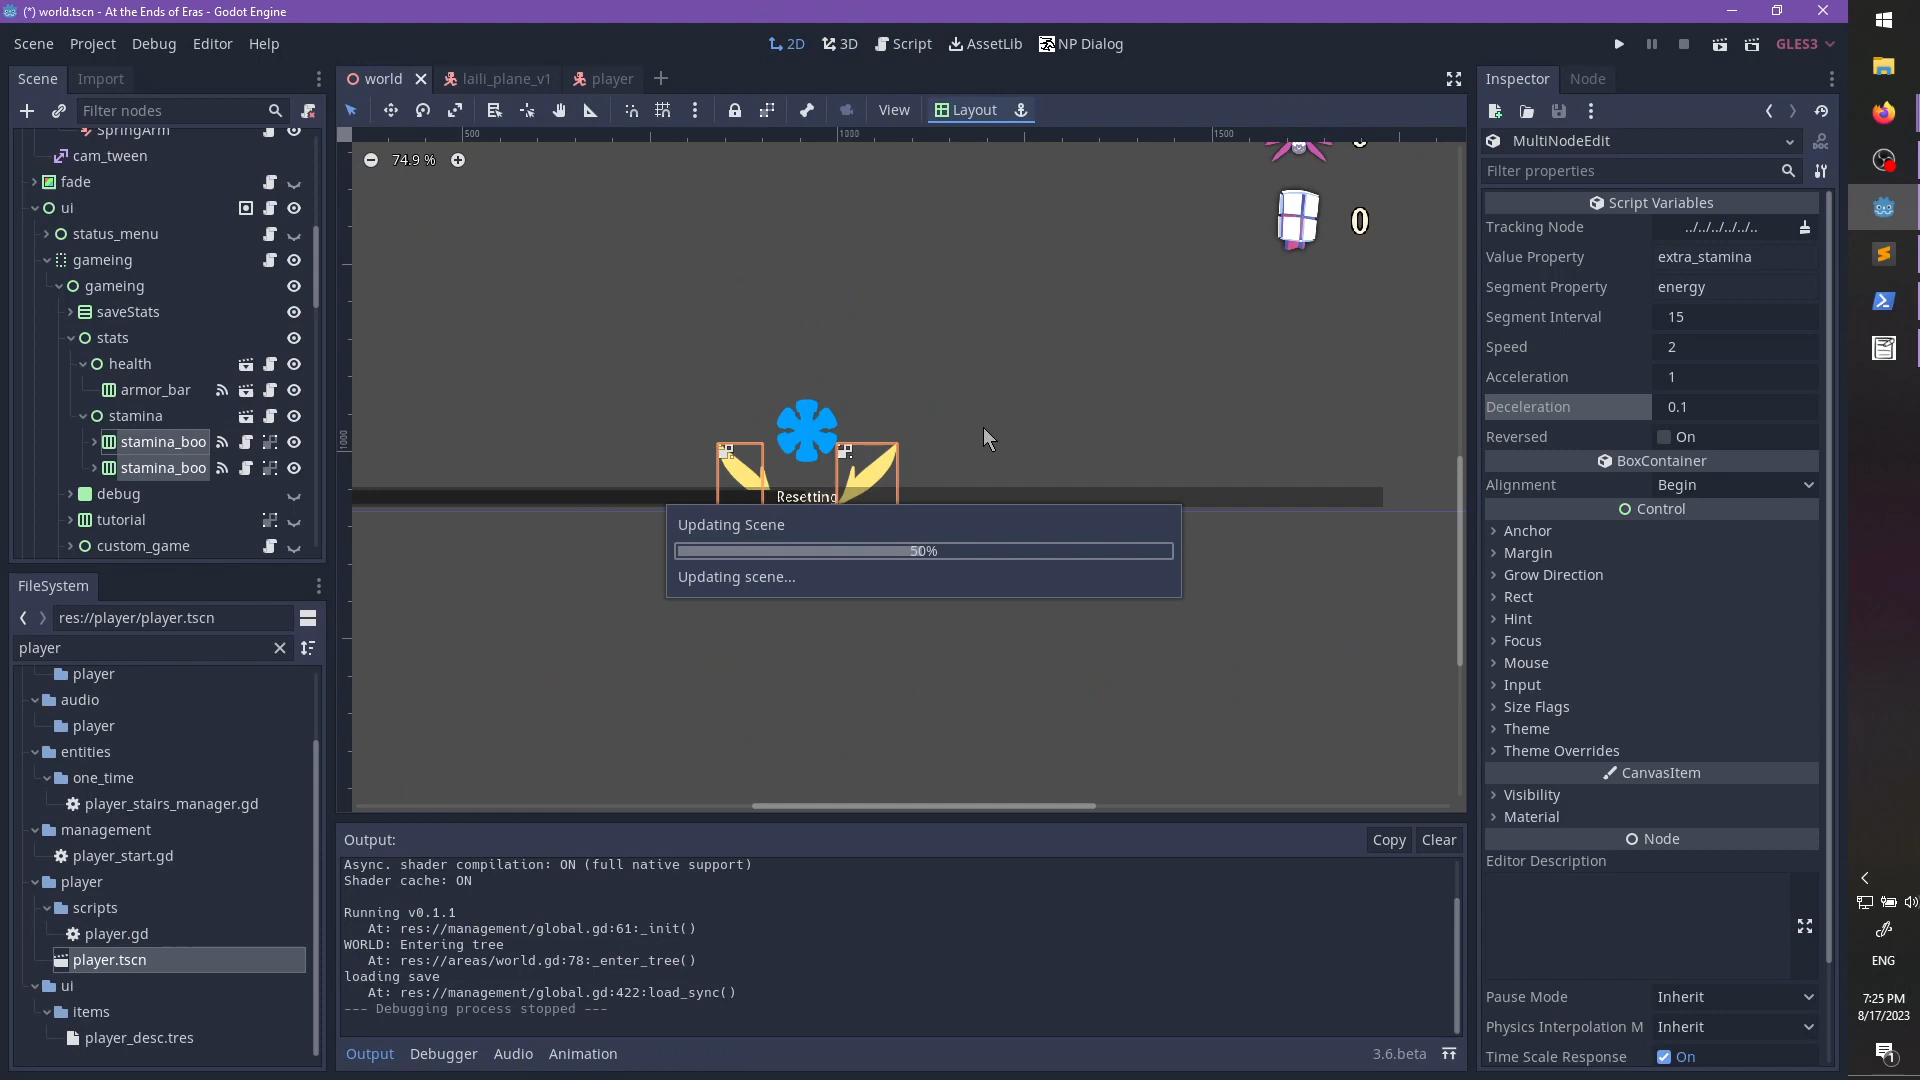 (*) world.tscn - At the Ends of Eras - Godot Engine
Scene Project Debug Editor Help
2D 3D Script AssetLib NP Dialog
GLES3
Scene Import
world laili_plane_v1 player
Inspector Node
Filter nodes
View Layout
500 1000 1500
MultiNodeEdit
DOC
SpringArm
cam_tween
74.9 %
Filter properties
fade
ui
status_menu
gameing
gameing
saveStats
stats
health
armor_bar
stamina
stamina_boo
stamina_boo
debug
tutorial
custom_game
0
1000
Resetting
Updating Scene
50%
Updating scene...
Script Variables
Tracking Node ../../../../../..
Value Property extra_stamina
Segment Property energy
Segment Interval 15
Speed 2
Acceleration 1
Deceleration 0.1
Reversed On
BoxContainer
Alignment Begin
Control
Anchor
Margin
Grow Direction
Rect
Hint
Focus
Mouse
Input
Size Flags
Theme
Theme Overrides
CanvasItem
Visibility
Material
Node
Editor Description
Pause Mode Inherit
Physics Interpolation M Inherit
Time Scale Response On
FileSystem
res://player/player.tscn
player
player
audio
player
entities
one_time
player_stairs_manager.gd
management
player_start.gd
player
scripts
player.gd
player.tscn
ui
items
player_desc.tres
Output:
Copy Clear
Async. shader compilation: ON (full native support)
Shader cache: ON
Running v0.1.1
At: res://management/global.gd:61:_init()
WORLD: Entering tree
At: res://areas/world.gd:78:_enter_tree()
loading save
At: res://management/global.gd:422:load_sync()
--- Debugging process stopped ---
Output Debugger Audio Animation
3.6.beta
ENG
7:25 PM
8/17/2023
1